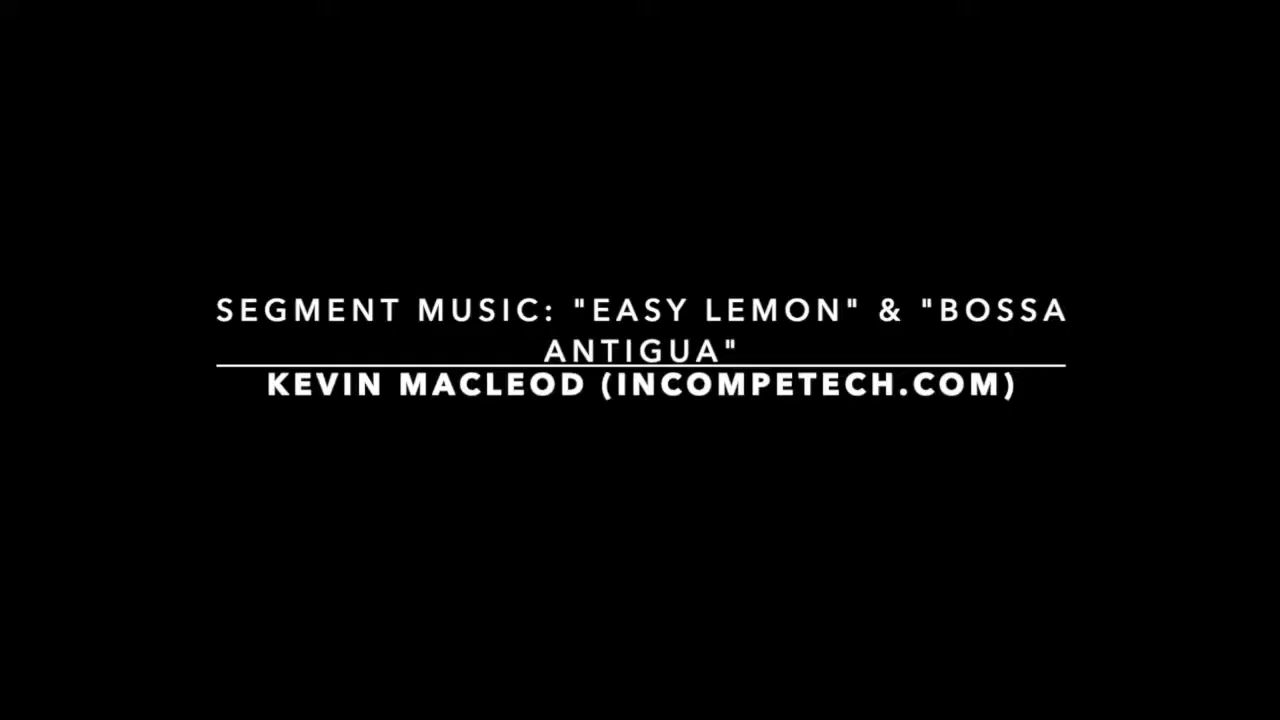 SEGMENT MUSIC: "EASY LEMON" & "BOSSA
ANTIGUA"
KEVIN MACLEOD (INCOMPETECH.COM)